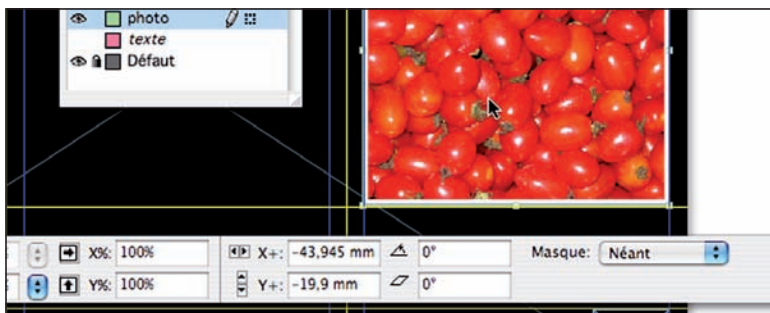 photo
texte
Défaut
X%: 100% X+: -43,945 mm 0° Masque: Néant
Y%: 100% Y+: -19,9 mm 0°